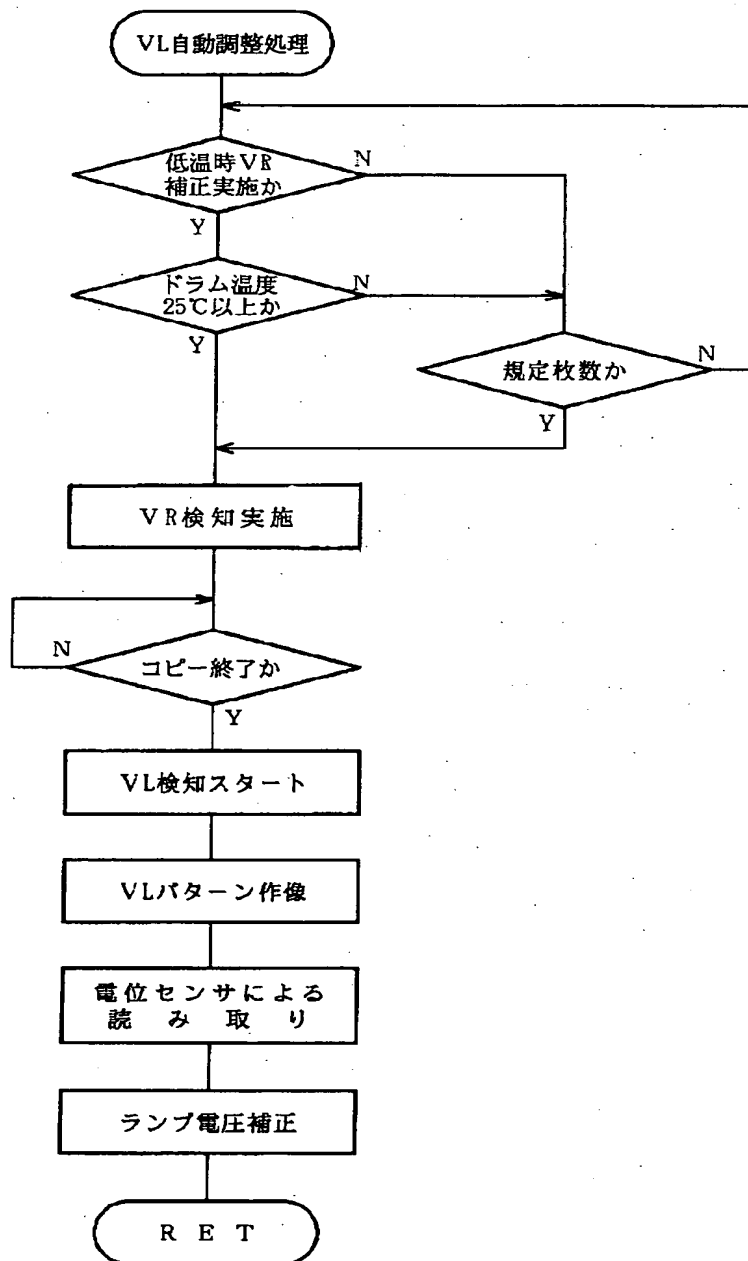 VL自動調整処理
低温時VR
補正実施か
N
Y
ドラム温度
25℃以上か
N
Y
規定枚数か
N
Y
VR検知実施
コピー終了か
N
Y
VL検知スタート
VLパターン作像
電位センサによる
読み取り
ランプ電圧補正
RET